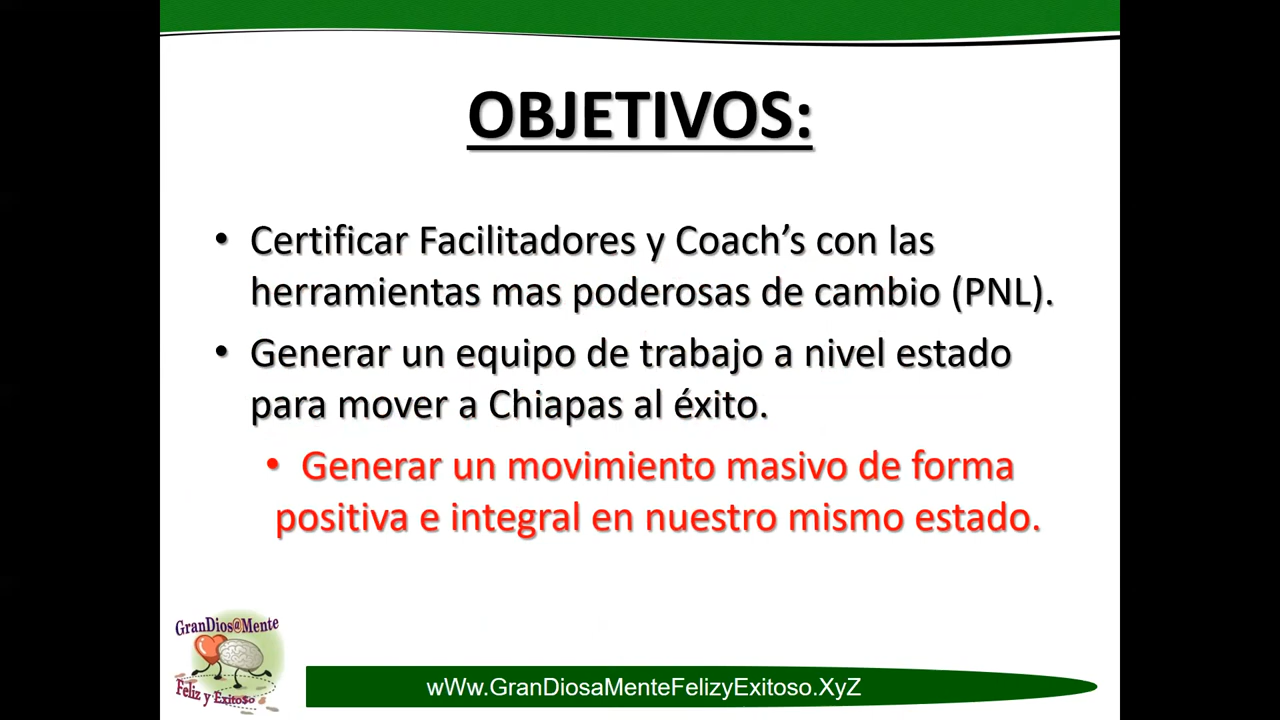 OBJETIVOS:
• Certificar Facilitadores y Coach’s con las
herramientas mas poderosas de cambio (PNL).
• Generar un equipo de trabajo a nivel estado
para mover a Chiapas al éxito.
• Generar un movimiento masivo de forma
positiva e integral en nuestro mismo estado.
GranDios@Mente
Feliz y Exitoso
wWw.GranDiosaMenteFelizyExitoso.XyZ